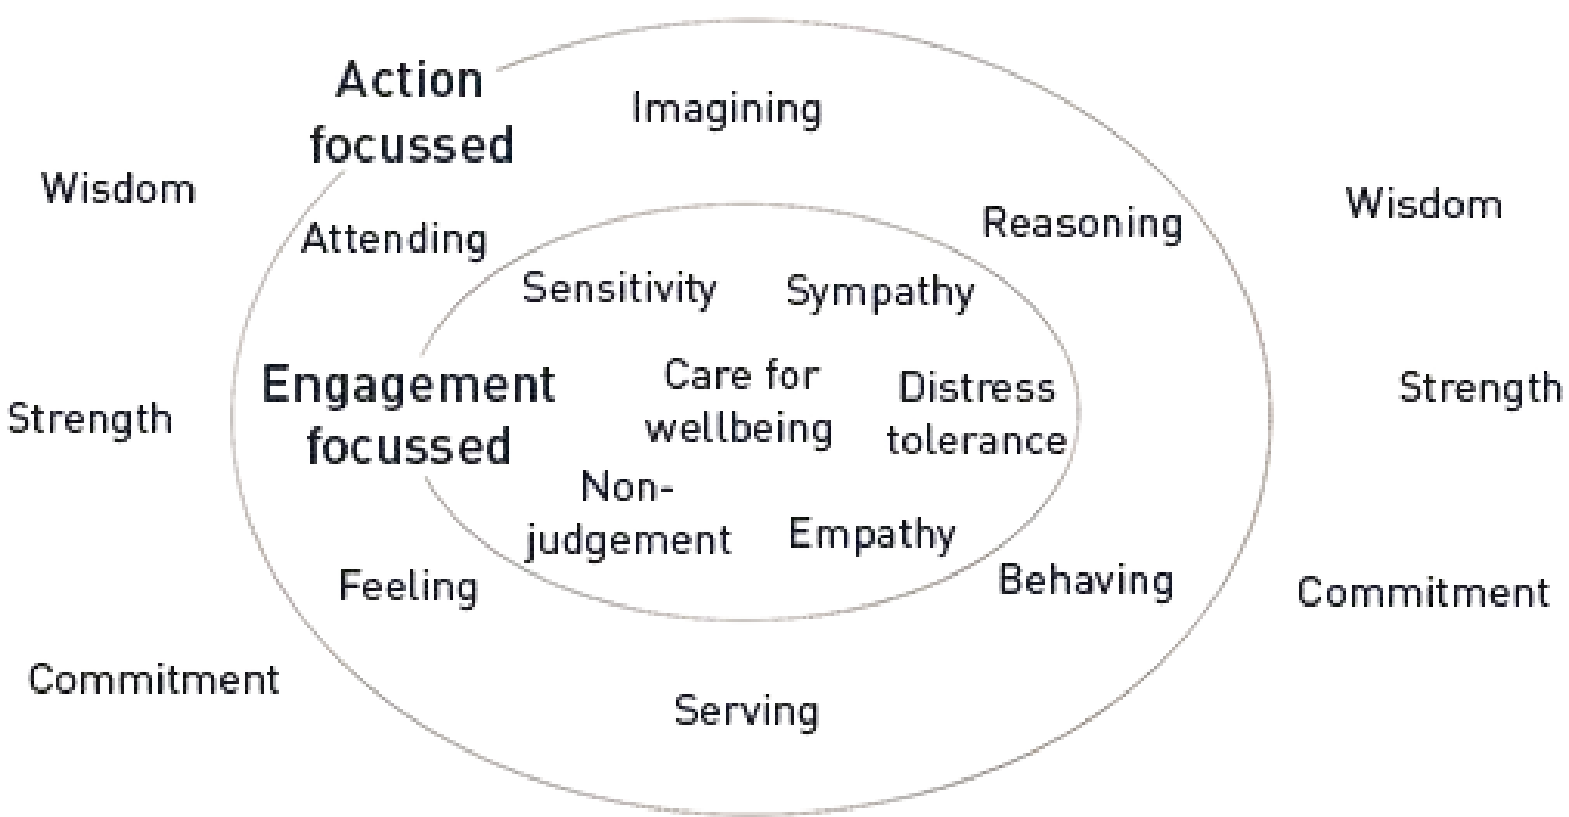 Action
focussed
Imagining
Wisdom
Wisdom
Attending
Reasoning
Sensitivity
Sympathy
Engagement
focussed
Care for
wellbeing
Distress
tolerance
Strength
Strength
Non-
judgement
Empathy
Feeling
Behaving
Commitment
Commitment
Serving